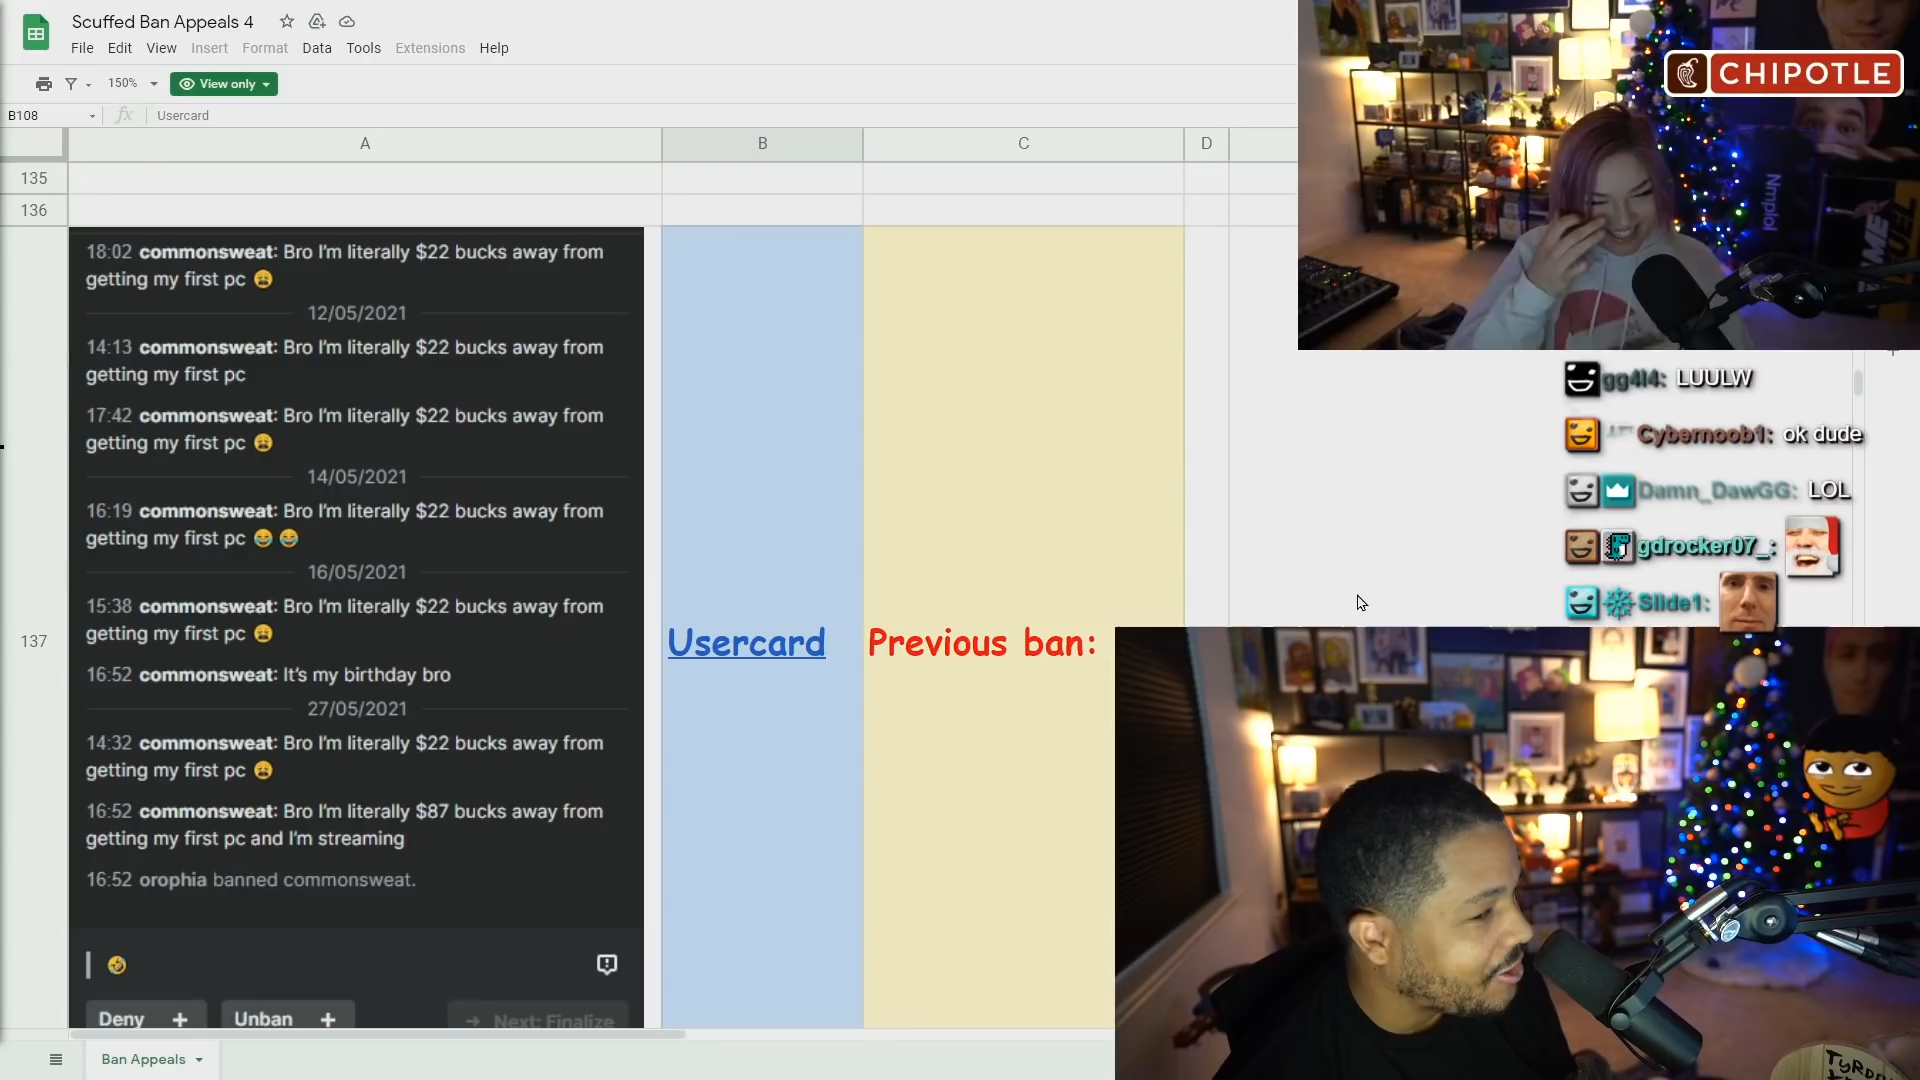 Scuffed Ban Appeals 4
File Edit View Insert Format Data Tools Extensions Help
150% View only
B108 fx Usercard
A B C D
135
136
137
18:02 commonsweat: Bro I'm literally $22 bucks away from
getting my first pc 😩
12/05/2021
14:13 commonsweat: Bro I'm literally $22 bucks away from
getting my first pc
17:42 commonsweat: Bro I'm literally $22 bucks away from
getting my first pc 😩
14/05/2021
16:19 commonsweat: Bro I'm literally $22 bucks away from
getting my first pc 😂 😂
16/05/2021
15:38 commonsweat: Bro I'm literally $22 bucks away from
getting my first pc 😩
16:52 commonsweat: It's my birthday bro
27/05/2021
14:32 commonsweat: Bro I'm literally $22 bucks away from
getting my first pc 😩
16:52 commonsweat: Bro I'm literally $87 bucks away from
getting my first pc and I'm streaming
16:52 orophia banned commonsweat.
🤣
Deny + Unban + → Next: Finalize
Usercard
Previous ban:
CHIPOTLE
Nmplol
gg4l4: LUULW
Cybernoob1: ok dude
Damn_DawGG: LOL
gdrocker07_:
Slide1:
Ban Appeals